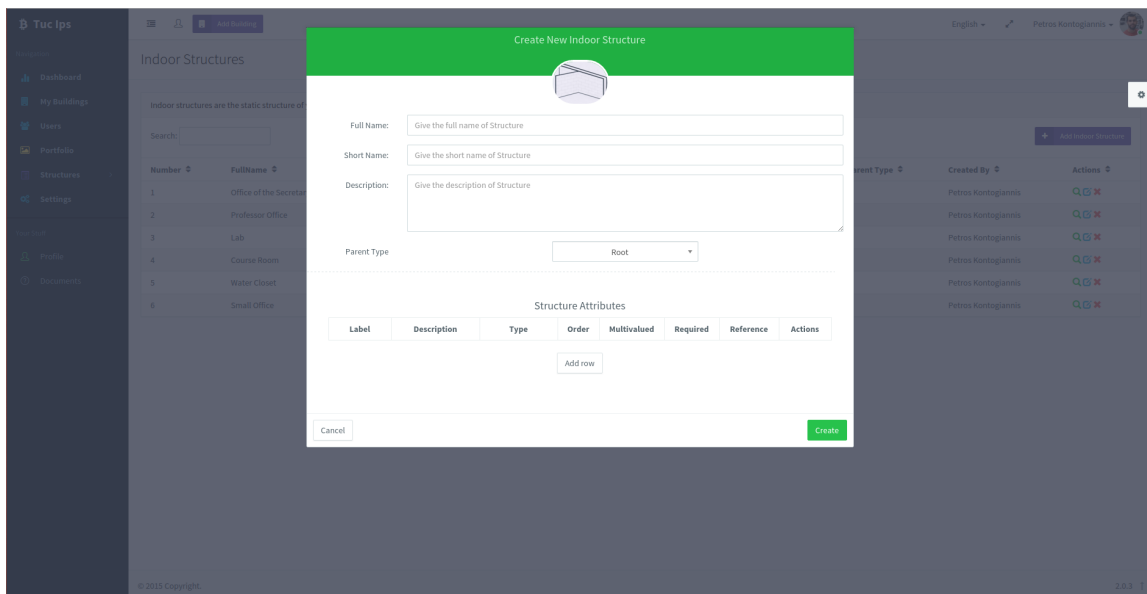 Tuc Ips
Add Building
English
Petros Kontogiannis
Navigation
Dashboard
My Buildings
Users
Portfolio
Structures
Settings
Profile
Documents
Indoor Structures
Indoor structures are the static structure of
Search:
Add Indoor Structure
Number FullName arent Type Created By Actions
1 Office of the Secretar Petros Kontogiannis
2 Professor Office Petros Kontogiannis
3 Lab Petros Kontogiannis
4 Course Room Petros Kontogiannis
5 Water Closet Petros Kontogiannis
6 Small Office Petros Kontogiannis
Create New Indoor Structure
Full Name: Give the full name of Structure
Short Name: Give the short name of Structure
Description: Give the description of Structure
Parent Type Root
Structure Attributes
Label Description Type Order Multivalued Required Reference Actions
Add row
Cancel Create
© 2015 Copyright.
2.0.3